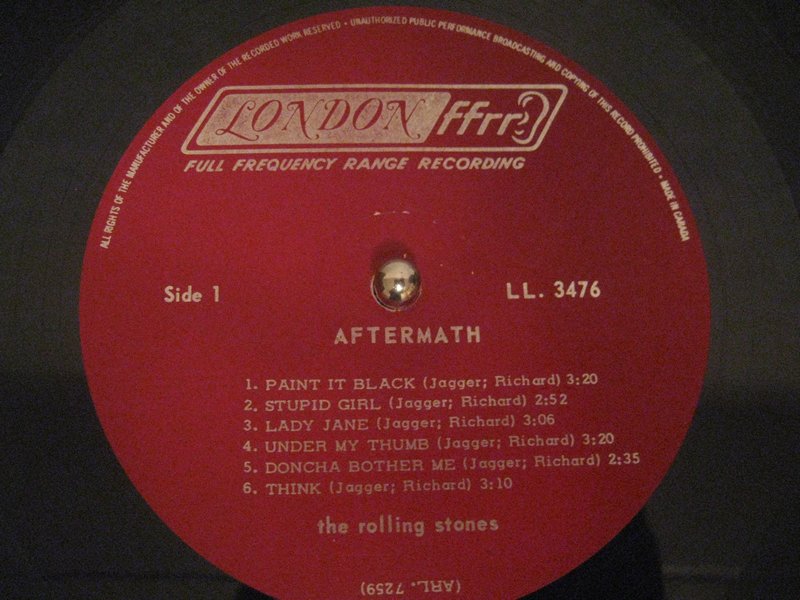 ALL RIGHTS OF THE MANUFACTURER AND OF THE OWNER OF THE RECORDED WORK RESERVED • UNAUTHORIZED PUBLIC PERFORMANCE BROADCASTING AND COPYING OF THIS RECORD PROHIBITED • MADE IN CANADA
LONDON ffrr
FULL FREQUENCY RANGE RECORDING
Side 1
LL. 3476
AFTERMATH
1. PAINT IT BLACK (Jagger; Richard) 3:20
2. STUPID GIRL (Jagger; Richard) 2:52
3. LADY JANE (Jagger; Richard) 3:06
4. UNDER MY THUMB (Jagger; Richard) 3:20
5. DONCHA BOTHER ME (Jagger; Richard) 2:35
6. THINK (Jagger; Richard) 3:10
the rolling stones
(ARL. 7259)